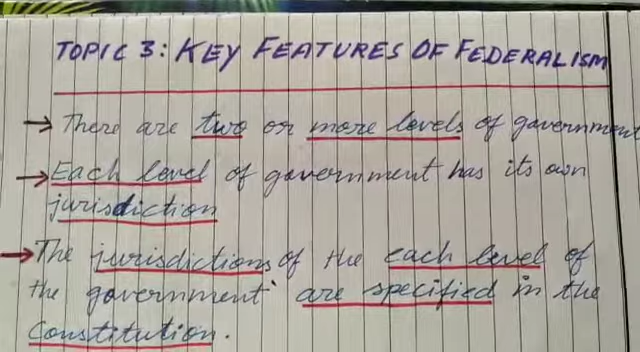 TOPIC 3: KEY FEATURES OF FEDERALISM
→ There are two or more levels of government
→ Each level of government has its own
jurisdiction
→ The jurisdictions of the each level of
the government are specified in the
Constitution.